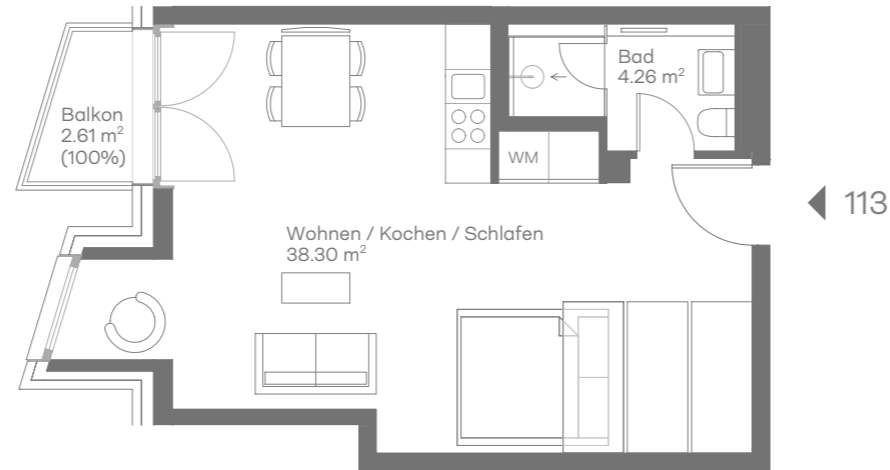 Bad
4.26 m²
Balkon
2.61 m²
(100%)
WM
113
Wohnen / Kochen / Schlafen
38.30 m²